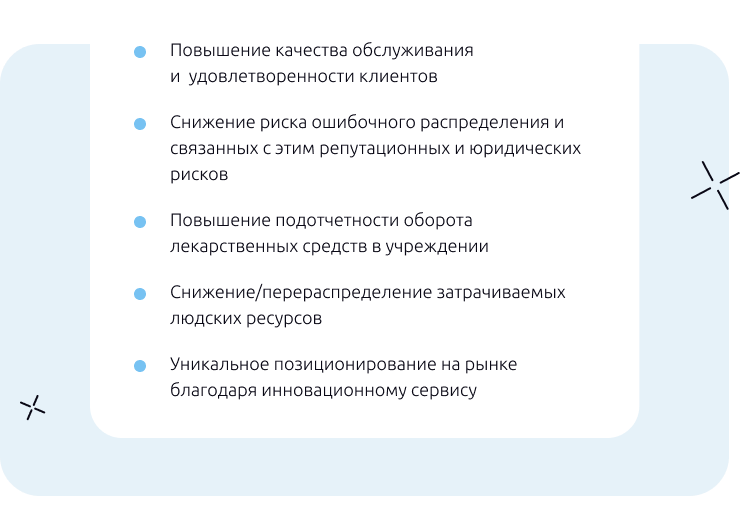 Повышение качества обслуживания
и удовлетворенности клиентов
Снижение риска ошибочного распределения и
связанных с этим репутационных и юридических
рисков
Повышение подотчетности оборота
лекарственных средств в учреждении
Снижение/перераспределение затрачиваемых
людских ресурсов
Уникальное позиционирование на рынке
благодаря инновационному сервису